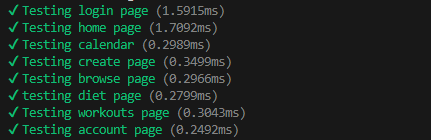 ✓ Testing login page (1.5915ms)
✓ Testing home page (1.7092ms)
✓ Testing calendar (0.2989ms)
✓ Testing create page (0.3499ms)
✓ Testing browse page (0.2966ms)
✓ testing diet page (0.2799ms)
✓ testing workouts page (0.3043ms)
✓ Testing account page (0.2492ms)